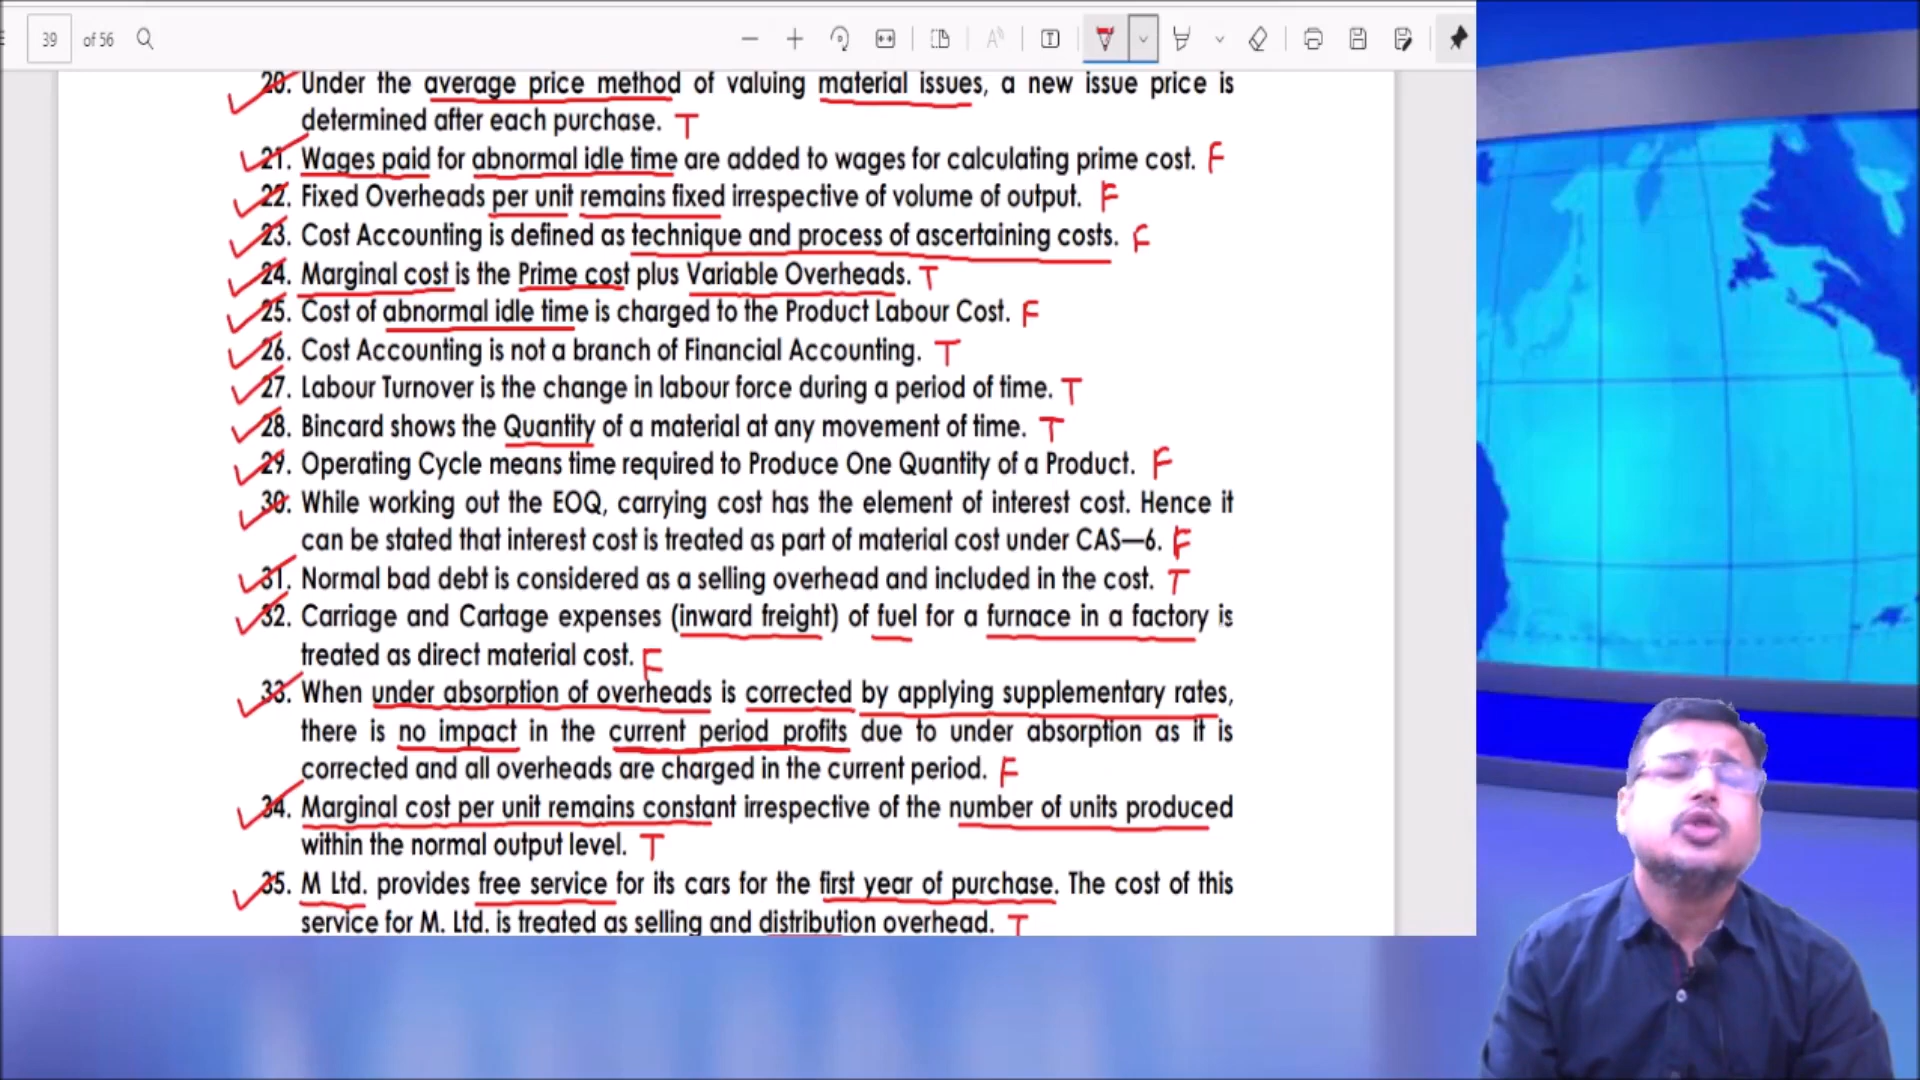 39 of 56
20. Under the average price method of valuing material issues, a new issue price is
determined after each purchase. T
21. Wages paid for abnormal idle time are added to wages for calculating prime cost. F
22. Fixed Overheads per unit remains fixed irrespective of volume of output. F
23. Cost Accounting is defined as technique and process of ascertaining costs. F
24. Marginal cost is the Prime cost plus Variable Overheads. T
25. Cost of abnormal idle time is charged to the Product Labour Cost. F
26. Cost Accounting is not a branch of Financial Accounting. T
27. Labour Turnover is the change in labour force during a period of time. T
28. Bincard shows the Quantity of a material at any movement of time. T
29. Operating Cycle means time required to Produce One Quantity of a Product. F
30. While working out the EOQ, carrying cost has the element of interest cost. Hence it
can be stated that interest cost is treated as part of material cost under CAS—6. F
31. Normal bad debt is considered as a selling overhead and included in the cost. T
32. Carriage and Cartage expenses (inward freight) of fuel for a furnace in a factory is
treated as direct material cost. F
33. When under absorption of overheads is corrected by applying supplementary rates,
there is no impact in the current period profits due to under absorption as it is
corrected and all overheads are charged in the current period. F
34. Marginal cost per unit remains constant irrespective of the number of units produced
within the normal output level. T
35. M Ltd. provides free service for its cars for the first year of purchase. The cost of this
service for M. Ltd. is treated as selling and distribution overhead. T